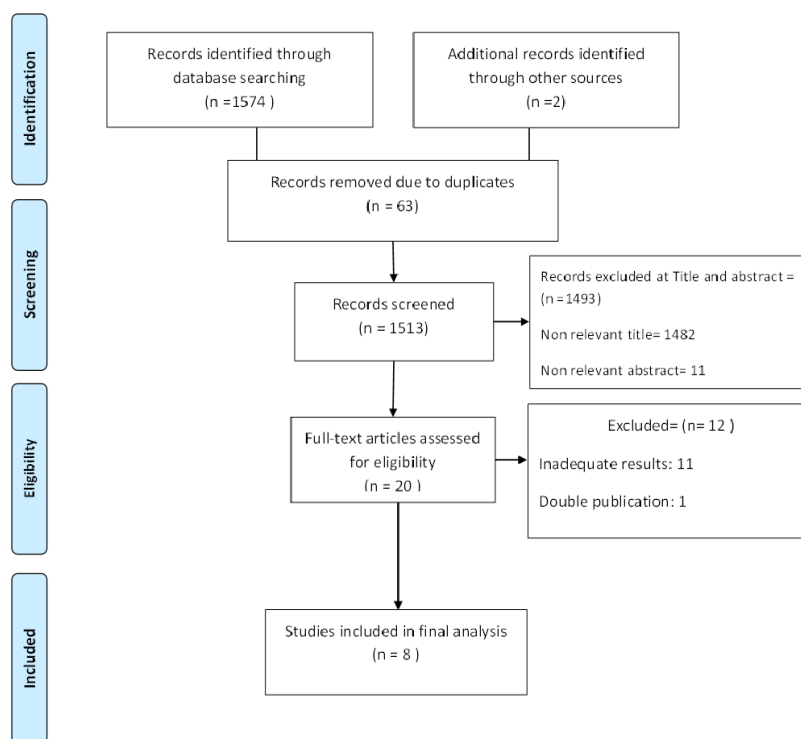 Identification
Records identified through
database searching
(n =1574 )
Additional records identified
through other sources
(n =2)
Records removed due to duplicates
(n = 63)
Screening
Records screened
(n = 1513)
Records excluded at Title and abstract =
(n =1493)
Non relevant title= 1482
Non relevant abstract= 11
Eligibility
Full-text articles assessed
for eligibility
(n = 20 )
Excluded= (n= 12 )
Inadequate results: 11
Double publication: 1
Included
Studies included in final analysis
(n = 8 )